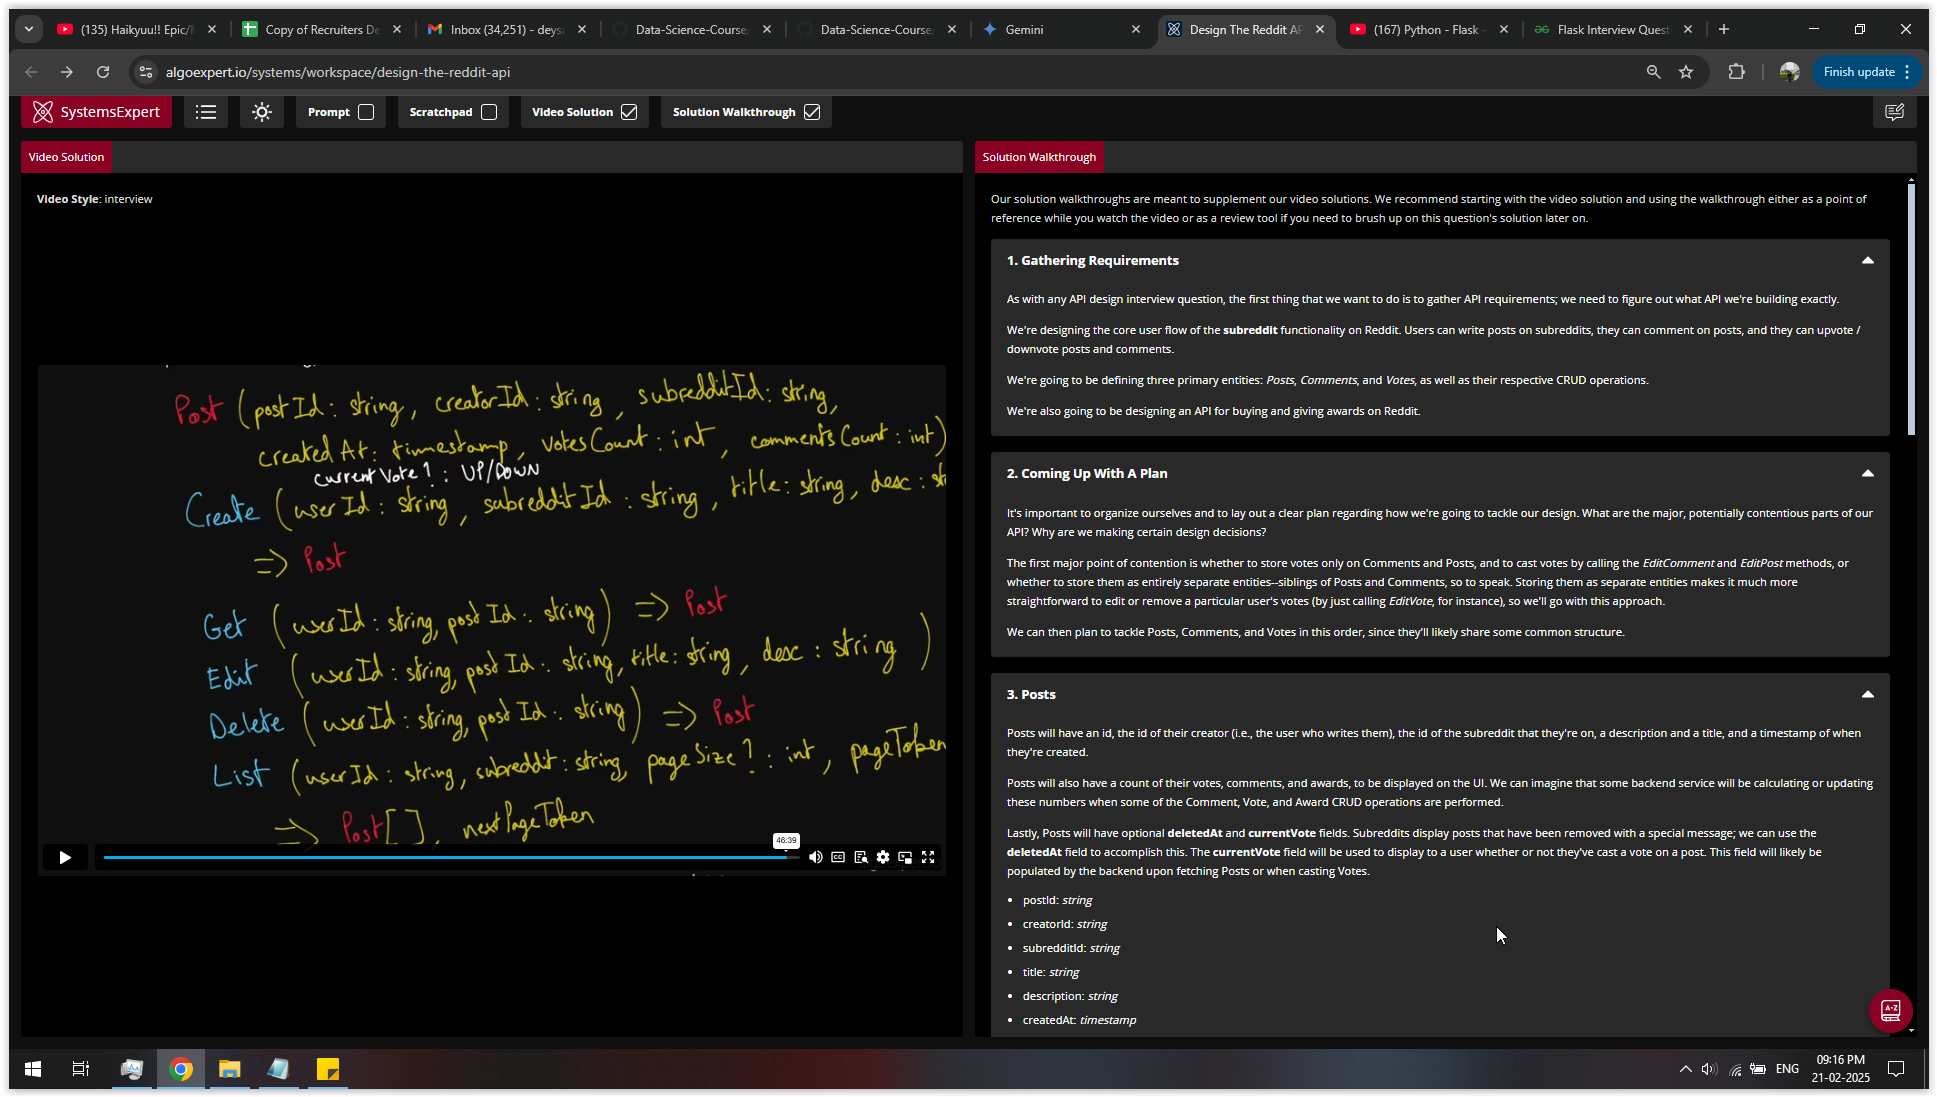 (135) Haikyuu!! Epic/
Copy of Recruiters De
Inbox (34,251) - deys
Data-Science-Course
Data-Science-Course
Gemini
Design The Reddit AP
(167) Python - Flask -
Flask Interview Quest
algoexpert.io/systems/workspace/design-the-reddit-api
Finish update
SystemsExpert
Prompt
Scratchpad
Video Solution
Solution Walkthrough
Video Solution
Video Style: interview
Post (postId: string, creatorId: string, subredditId: string,
createdAt: timestamp, votesCount: int, commentsCount: int)
currentVote?: UP/DOWN
Create (userId: string, subredditId: string, title: string, desc: st
=> Post
Get (userId: string, postId: string) => Post
Edit (userId: string, postId: string, title: string, desc: string)
Delete (userId: string, postId: string) => Post
List (userId: string, subreddit: string, pageSize?: int, pageToken
=> Post[], nextPageToken
46:39
CC
Solution Walkthrough
Our solution walkthroughs are meant to supplement our video solutions. We recommend starting with the video solution and using the walkthrough either as a point of
reference while you watch the video or as a review tool if you need to brush up on this question's solution later on.
1. Gathering Requirements
As with any API design interview question, the first thing that we want to do is to gather API requirements; we need to figure out what API we're building exactly.
We're designing the core user flow of the subreddit functionality on Reddit. Users can write posts on subreddits, they can comment on posts, and they can upvote /
downvote posts and comments.
We're going to be defining three primary entities: Posts, Comments, and Votes, as well as their respective CRUD operations.
We're also going to be designing an API for buying and giving awards on Reddit.
2. Coming Up With A Plan
It's important to organize ourselves and to lay out a clear plan regarding how we're going to tackle our design. What are the major, potentially contentious parts of our
API? Why are we making certain design decisions?
The first major point of contention is whether to store votes only on Comments and Posts, and to cast votes by calling the EditComment and EditPost methods, or
whether to store them as entirely separate entities--siblings of Posts and Comments, so to speak. Storing them as separate entities makes it much more
straightforward to edit or remove a particular user's votes (by just calling EditVote, for instance), so we'll go with this approach.
We can then plan to tackle Posts, Comments, and Votes in this order, since they'll likely share some common structure.
3. Posts
Posts will have an id, the id of their creator (i.e., the user who writes them), the id of the subreddit that they're on, a description and a title, and a timestamp of when
they're created.
Posts will also have a count of their votes, comments, and awards, to be displayed on the UI. We can imagine that some backend service will be calculating or updating
these numbers when some of the Comment, Vote, and Award CRUD operations are performed.
Lastly, Posts will have optional deletedAt and currentVote fields. Subreddits display posts that have been removed with a special message; we can use the
deletedAt field to accomplish this. The currentVote field will be used to display to a user whether or not they've cast a vote on a post. This field will likely be
populated by the backend upon fetching Posts or when casting Votes.
• postId: string
• creatorId: string
• subredditId: string
• title: string
• description: string
• createdAt: timestamp
A-Z
ENG
09:16 PM
21-02-2025